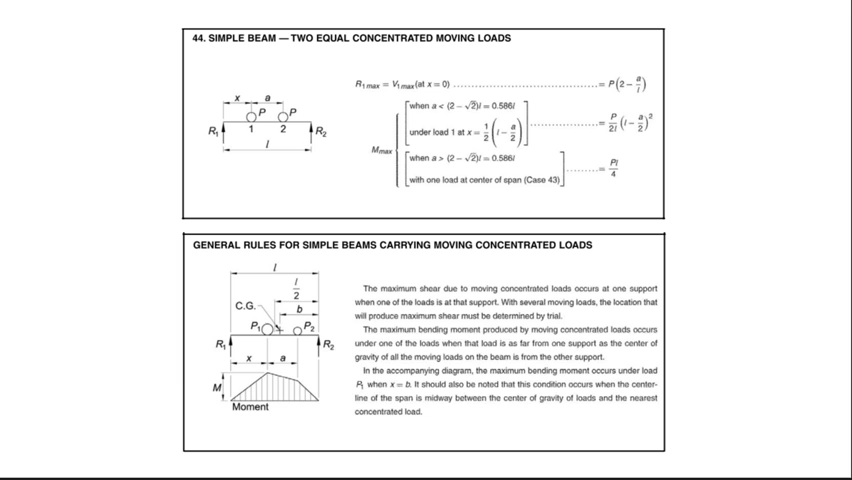 44. SIMPLE BEAM — TWO EQUAL CONCENTRATED MOVING LOADS
R₁ max = V₁ max (at x = 0) ........ = P(2 − a/l)
x a
P P
R₁ 1 2 R₂
l
M max
when a < (2 − √2)l = 0.586l
under load 1 at x = 1/2 (l − a/2) ........ = P/2l (l − a/2)²
when a > (2 − √2)l = 0.586l
with one load at center of span (Case 43) ........ = Pl/4
GENERAL RULES FOR SIMPLE BEAMS CARRYING MOVING CONCENTRATED LOADS
l
l/2
C.G. b
P₁ P₂
R₁ R₂
x a
M
Moment
The maximum shear due to moving concentrated loads occurs at one support
when one of the loads is at that support. With several moving loads, the location that
will produce maximum shear must be determined by trial.
The maximum bending moment produced by moving concentrated loads occurs
under one of the loads when that load is as far from one support as the center of
gravity of all the moving loads on the beam is from the other support.
In the accompanying diagram, the maximum bending moment occurs under load
P₁ when x = b. It should also be noted that this condition occurs when the center-
line of the span is midway between the center of gravity of loads and the nearest
concentrated load.